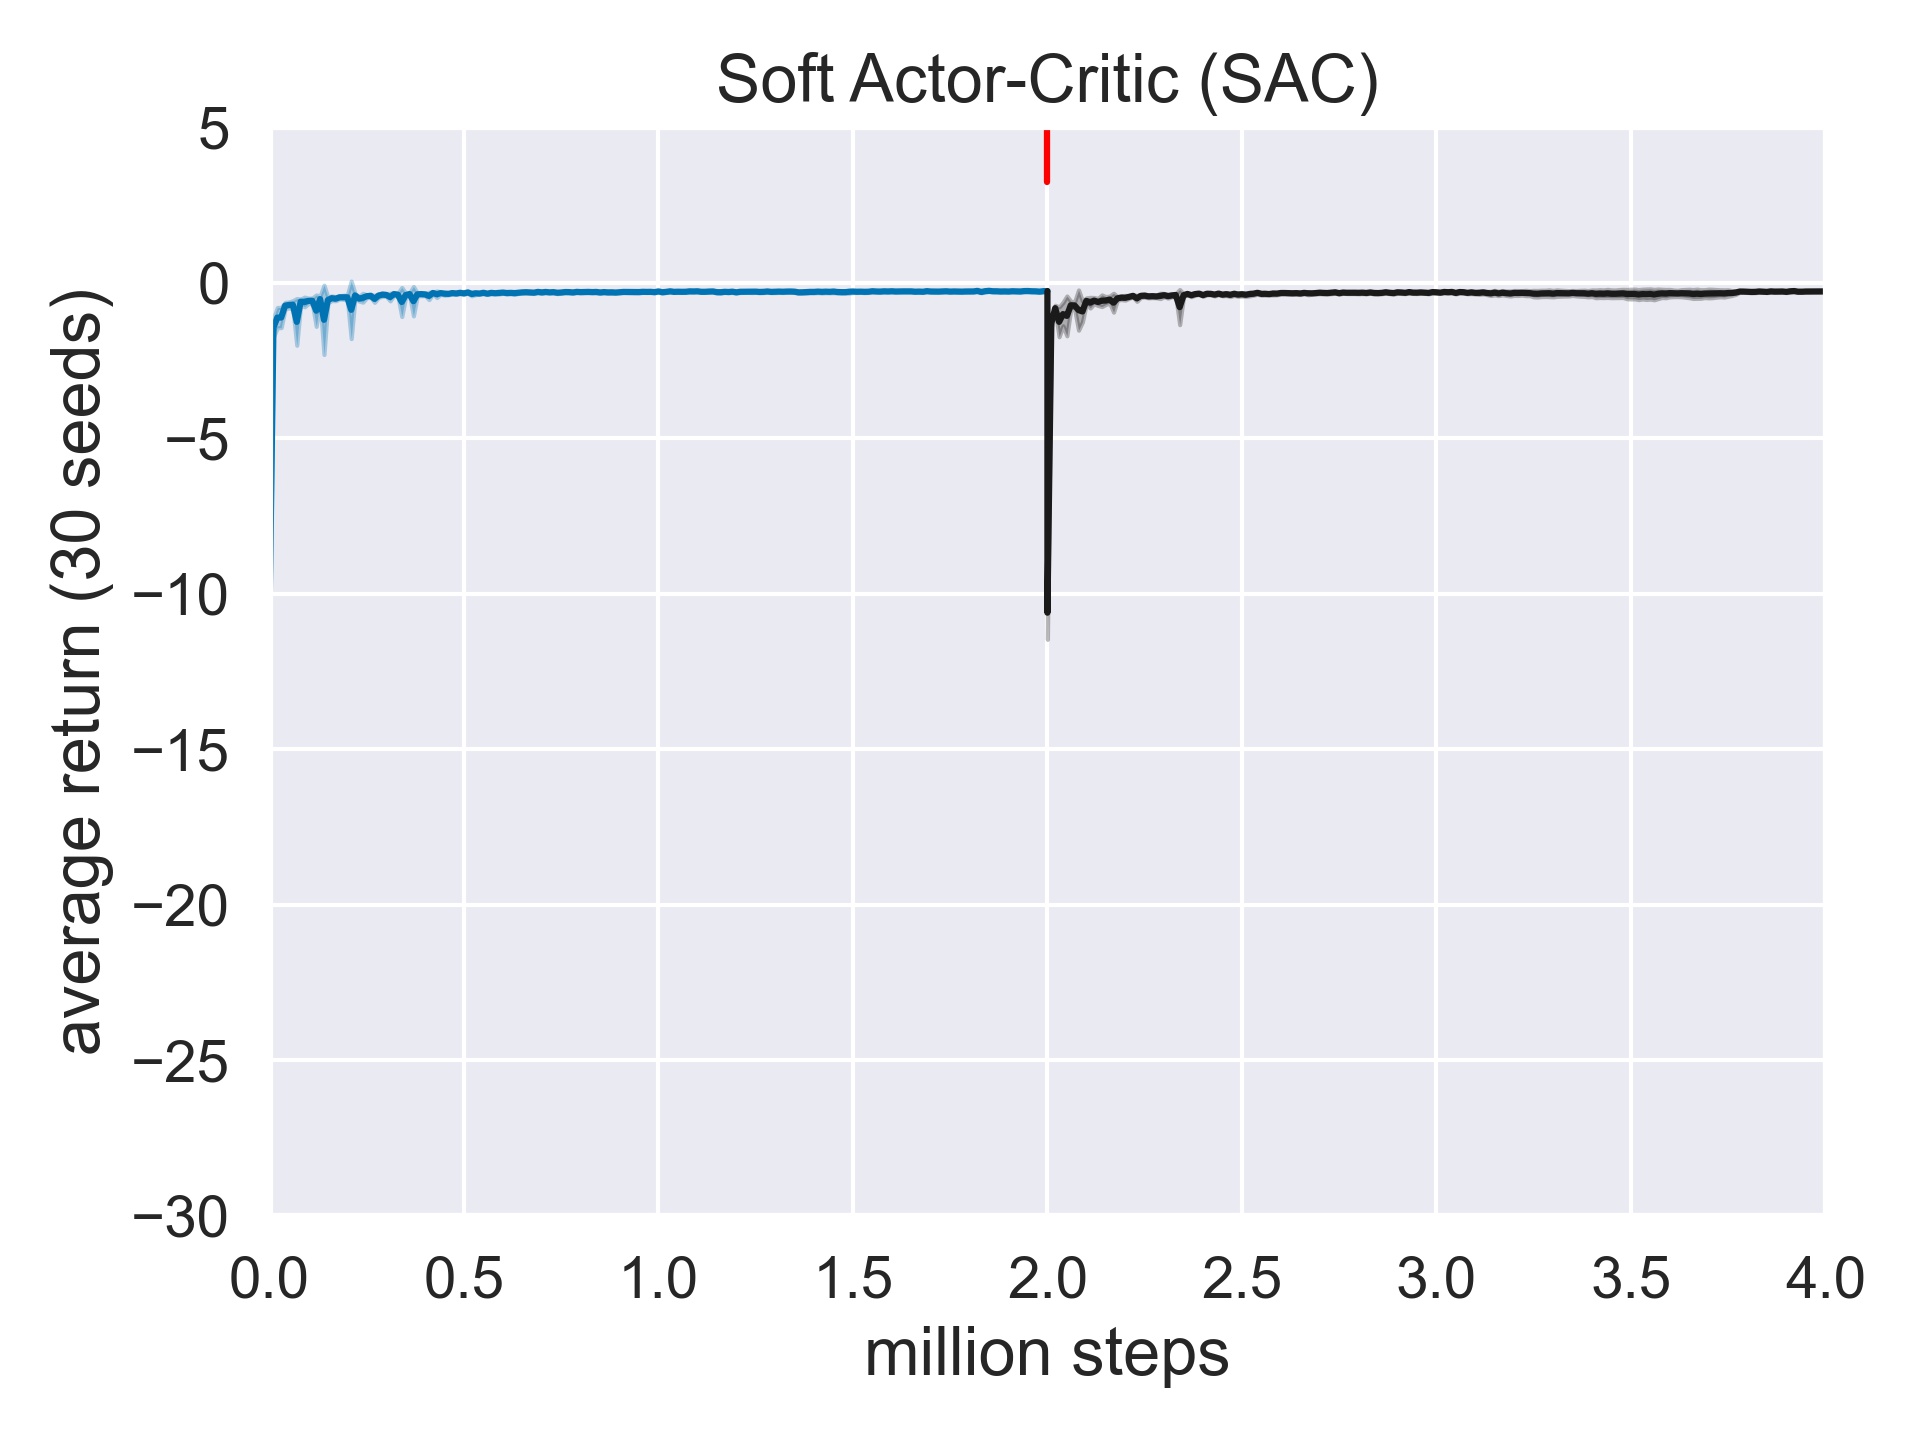 Soft Actor-Critic (SAC)
5
0
−5
−10
−15
−20
−25
−30
average return (30 seeds)
0.0 0.5 1.0 1.5 2.0 2.5 3.0 3.5 4.0
million steps